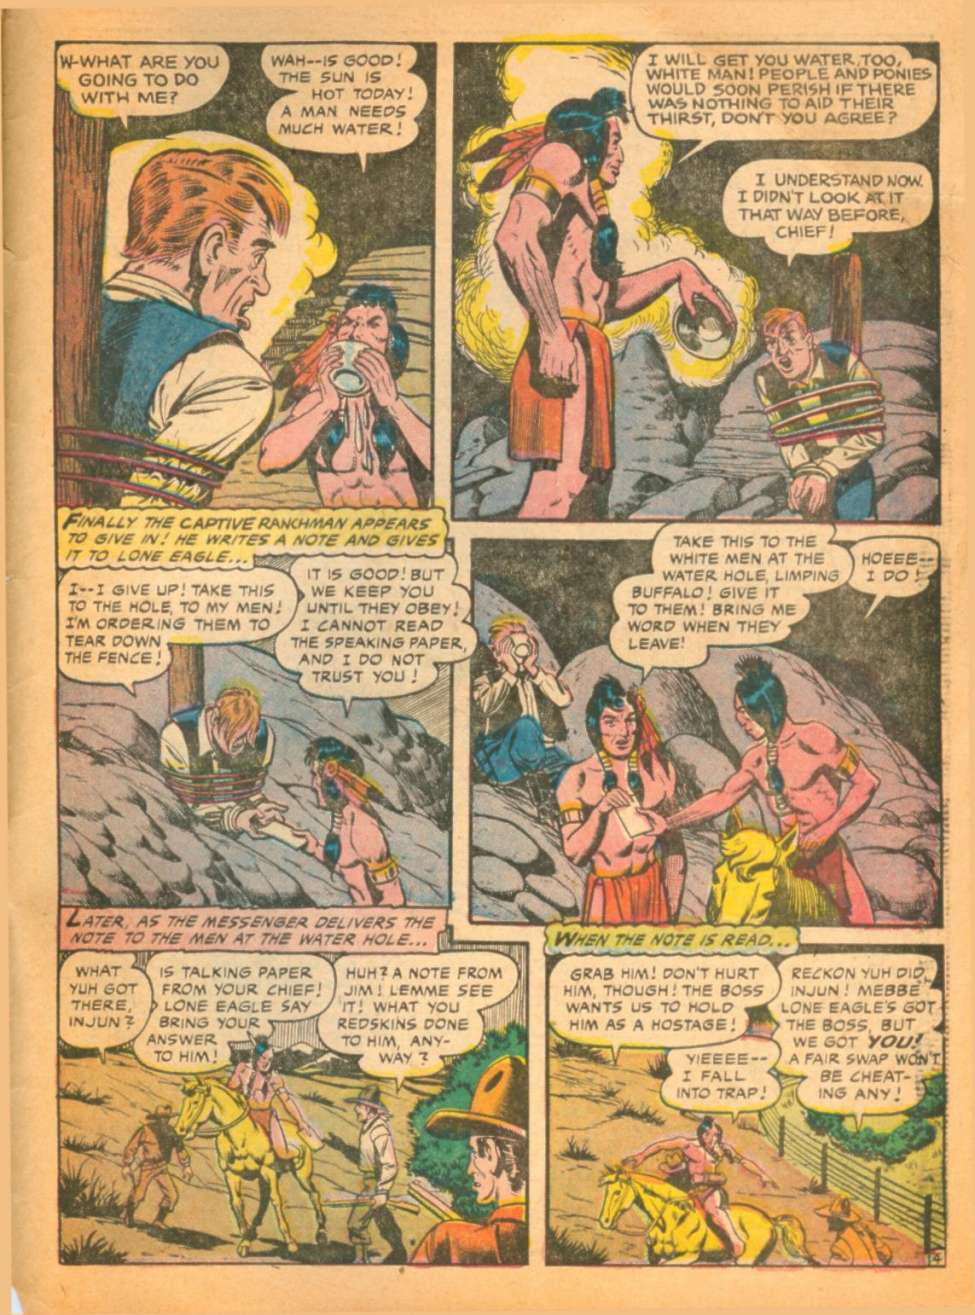 W-WHAT ARE YOU
GOING TO DO
WITH ME?
WAH--IS GOOD!
THE SUN IS
HOT TODAY!
A MAN NEEDS
MUCH WATER!
I WILL GET YOU WATER, TOO,
WHITE MAN! PEOPLE AND PONIES
WOULD SOON PERISH IF THERE
WAS NOTHING TO AID THEIR
THIRST, DON'T YOU AGREE?
I UNDERSTAND NOW.
I DIDN'T LOOK AT IT
THAT WAY BEFORE,
CHIEF!
FINALLY THE CAPTIVE RANCHMAN APPEARS
TO GIVE IN! HE WRITES A NOTE AND GIVES
IT TO LONE EAGLE...
I--I GIVE UP! TAKE THIS
TO THE HOLE, TO MY MEN!
I'M ORDERING THEM TO
TEAR DOWN
THE FENCE!
IT IS GOOD! BUT
WE KEEP YOU
UNTIL THEY OBEY!
I CANNOT READ
THE SPEAKING PAPER,
AND I DO NOT
TRUST YOU!
TAKE THIS TO THE
WHITE MEN AT THE
WATER HOLE, LIMPING
BUFFALO! GIVE IT
TO THEM! BRING ME
WORD WHEN THEY
LEAVE!
HOEEE--
I DO!
LATER, AS THE MESSENGER DELIVERS THE
NOTE TO THE MEN AT THE WATER HOLE...
WHAT
YUH GOT
THERE,
INJUN?
IS TALKING PAPER
FROM YOUR CHIEF!
LONE EAGLE SAY
BRING YOUR
ANSWER
TO HIM!
HUH? A NOTE FROM
JIM! LEMME SEE
IT! WHAT YOU
REDSKINS DONE
TO HIM, ANY-
WAY?
WHEN THE NOTE IS READ...
GRAB HIM! DON'T HURT
HIM, THOUGH! THE BOSS
WANTS US TO HOLD
HIM AS A HOSTAGE!
YIEEEE--
I FALL
INTO TRAP!
RECKON YUH DID,
INJUN! MEBBE
LONE EAGLE'S GOT
THE BOSS, BUT
WE GOT YOU!
A FAIR SWAP WON'T
BE CHEAT-
ING ANY!
4